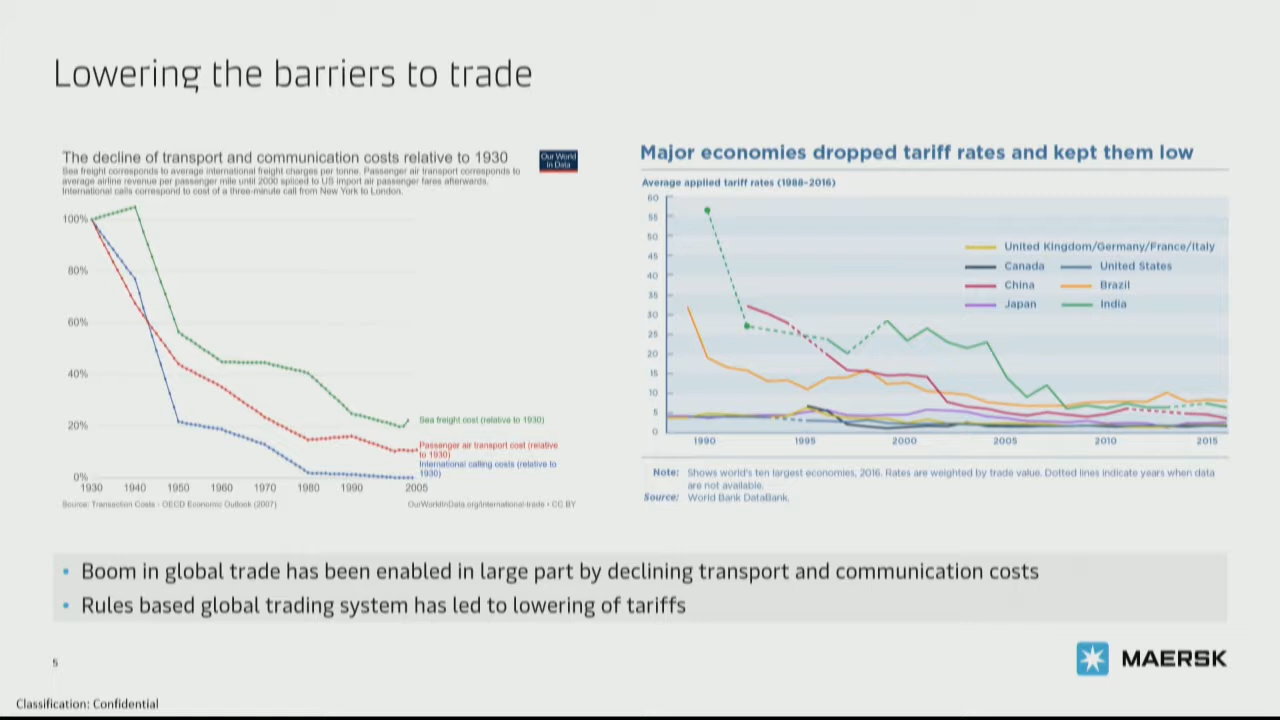 Lowering the barriers to trade
The decline of transport and communication costs relative to 1930
Our World
in Data
Sea freight corresponds to average international freight charges per tonne. Passenger air transport corresponds to
average airline revenue per passenger mile until 2000 spliced to US import air passenger fares afterwards.
International calls correspond to cost of a three-minute call from New York to London.
100%
80%
60%
40%
20%
0%
Sea freight cost (relative to 1930)
Passenger air transport cost (relative
to 1930)
International calling costs (relative to
1930)
1930 1940 1950 1960 1970 1980 1990 2005
Source: Transaction Costs - OECD Economic Outlook (2007)
OurWorldInData.org/international-trade • CC BY
Major economies dropped tariff rates and kept them low
Average applied tariff rates (1988–2016)
60
55
50
45
40
35
30
25
20
15
10
5
0
United Kingdom/Germany/France/Italy
Canada United States
China Brazil
Japan India
1990 1995 2000 2005 2010 2015
Note: Shows world's ten largest economies, 2016. Rates are weighted by trade value. Dotted lines indicate years when data
are not available.
Source: World Bank DataBank.
• Boom in global trade has been enabled in large part by declining transport and communication costs
• Rules based global trading system has led to lowering of tariffs
5
MAERSK
Classification: Confidential